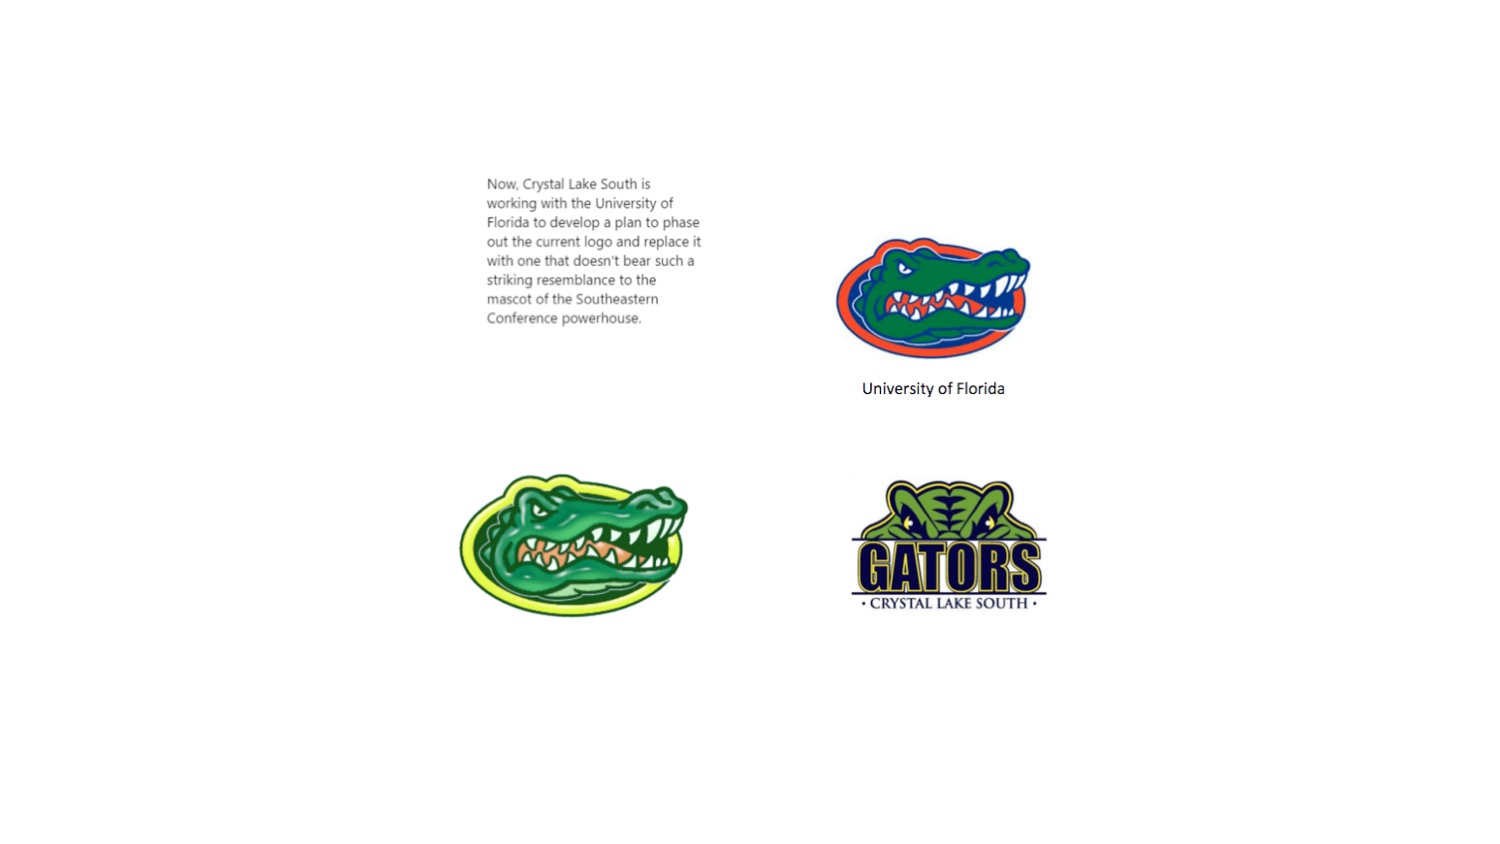 Now, Crystal Lake South is
working with the University of
Florida to develop a plan to phase
out the current logo and replace it
with one that doesn't bear such a
striking resemblance to the
mascot of the Southeastern
Conference powerhouse.
University of Florida
GATORS
· CRYSTAL LAKE SOUTH ·